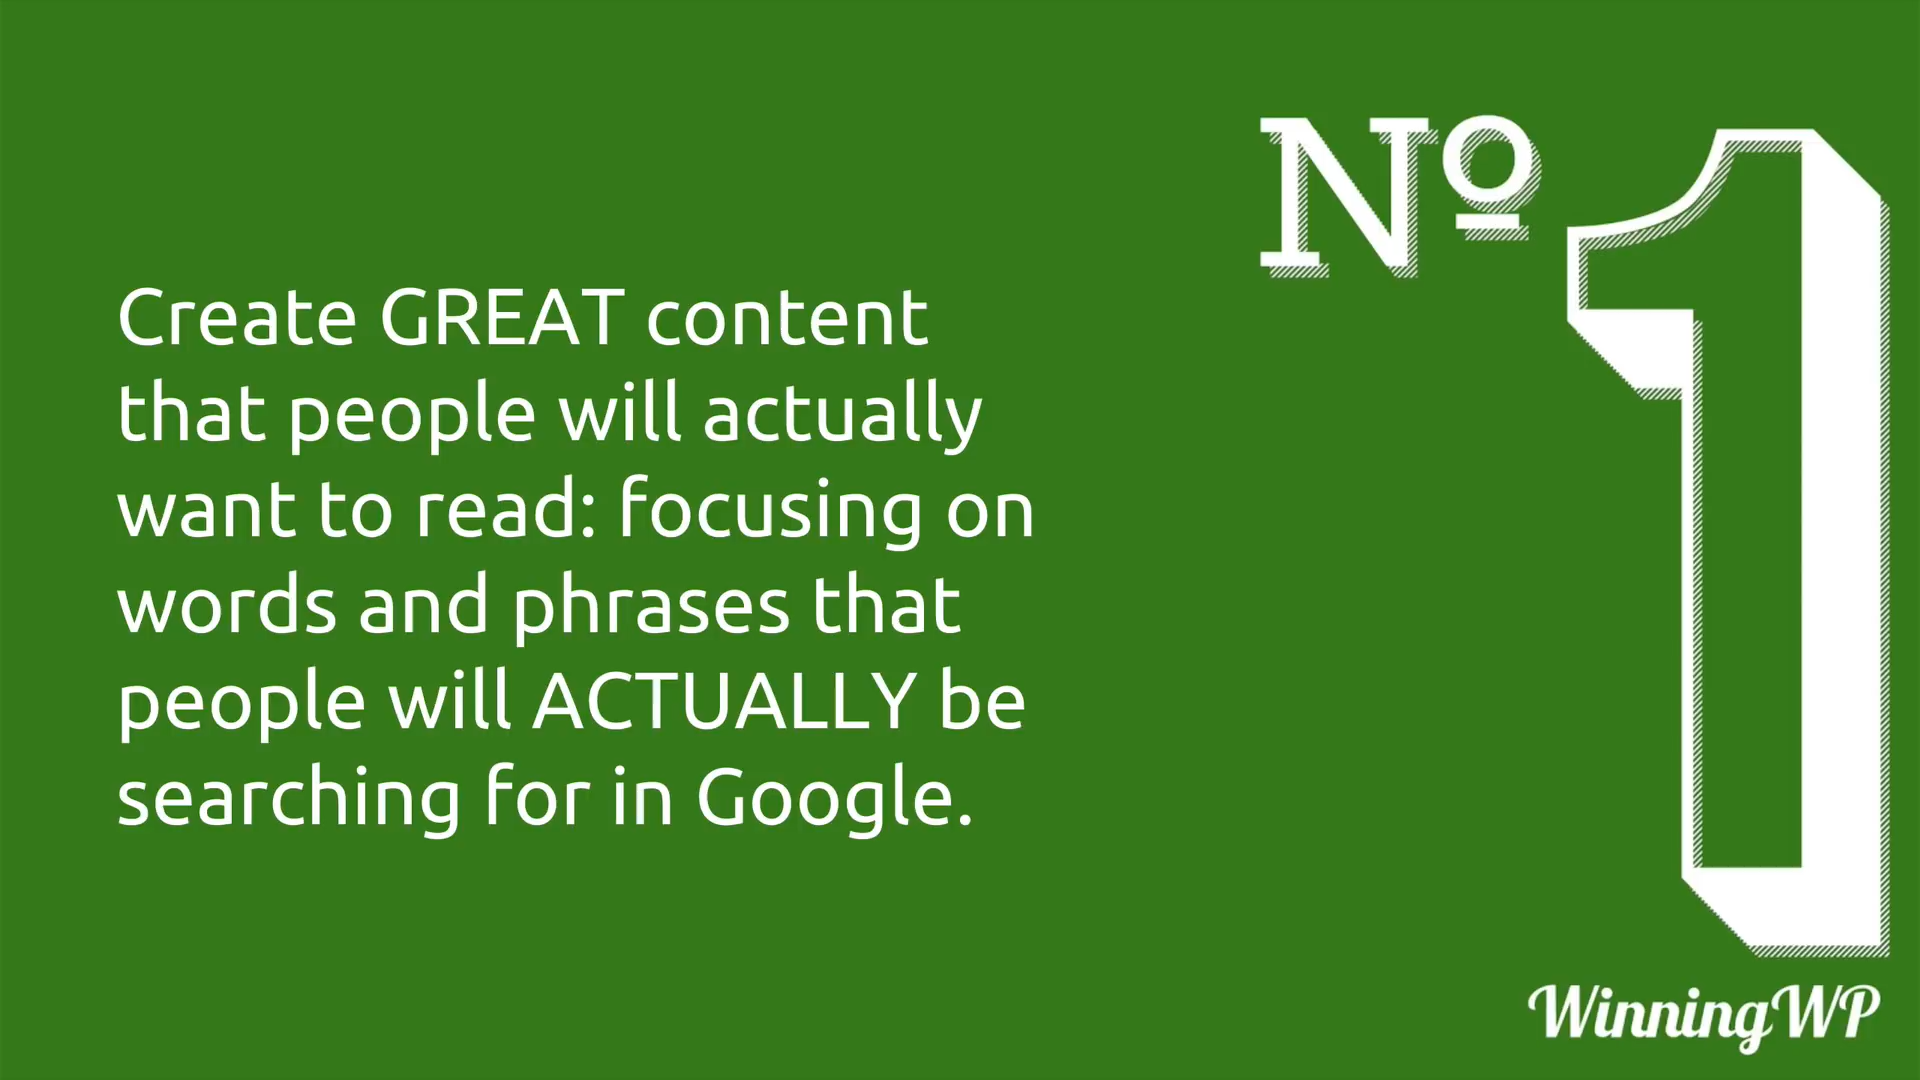 Create GREAT content
that people will actually
want to read: focusing on
words and phrases that
people will ACTUALLY be
searching for in Google.
Nº 1
WinningWP